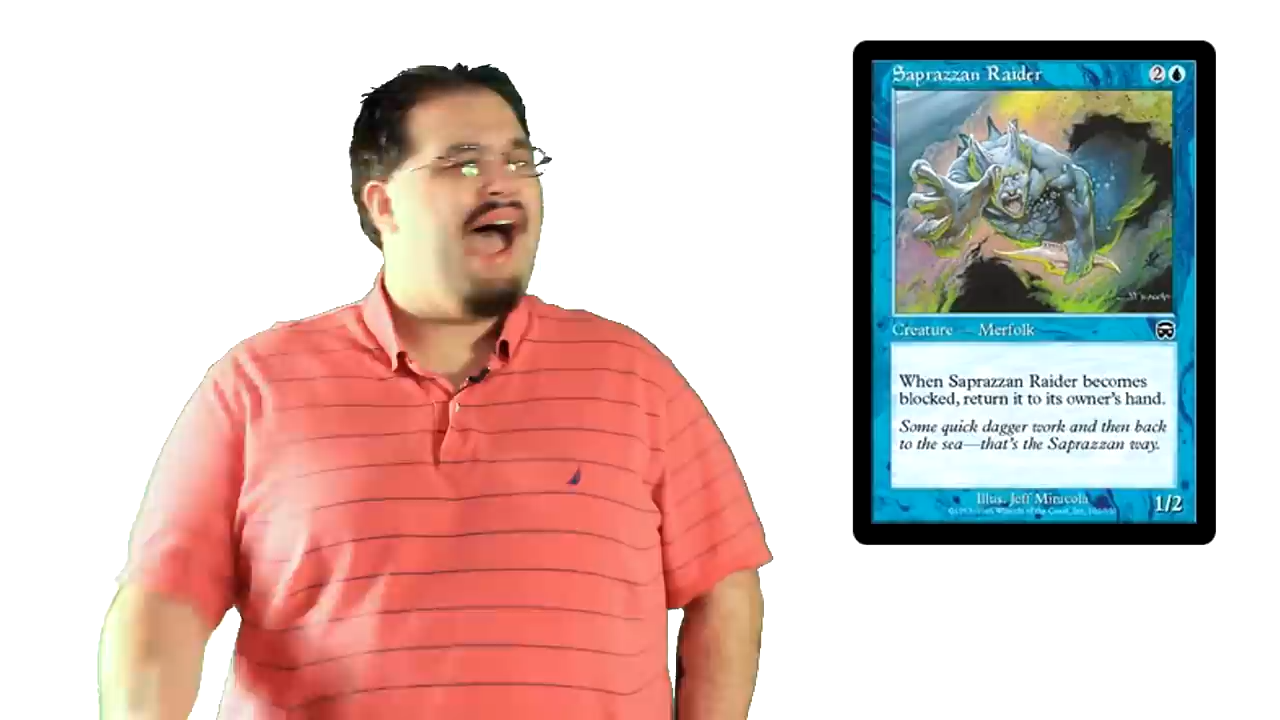 Saprazzan Raider 2
Creature — Merfolk
When Saprazzan Raider becomes
blocked, return it to its owner's hand.
Some quick dagger work and then back
to the sea—that's the Saprazzan way.
Illus. Jeff Miracola
1/2